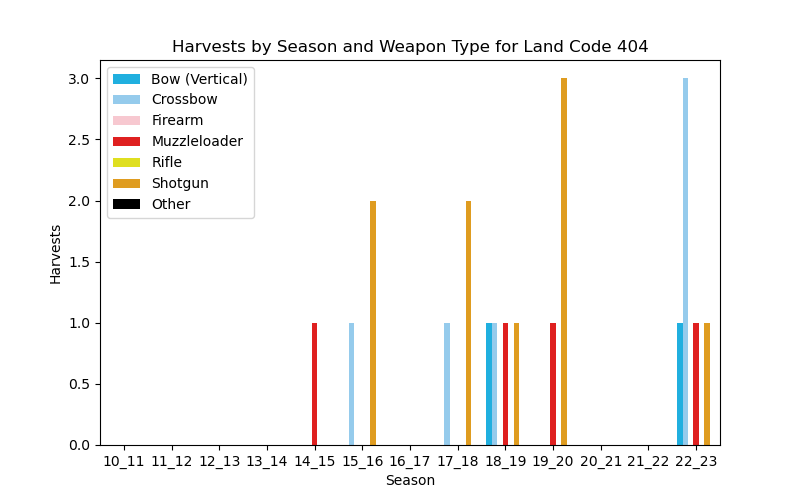 Harvests by Season and Weapon Type for Land Code 404
Bow (Vertical)
Crossbow
Firearm
Muzzleloader
Rifle
Shotgun
Other
3.0
2.5
2.0
1.5
1.0
0.5
0.0
Harvests
10_11 11_12 12_13 13_14 14_15 15_16 16_17 17_18 18_19 19_20 20_21 21_22 22_23
Season